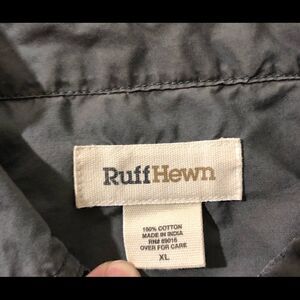 RuffHewn
100% COTTON
MADE IN INDIA
RN# 89016
OVER FOR CARE
XL